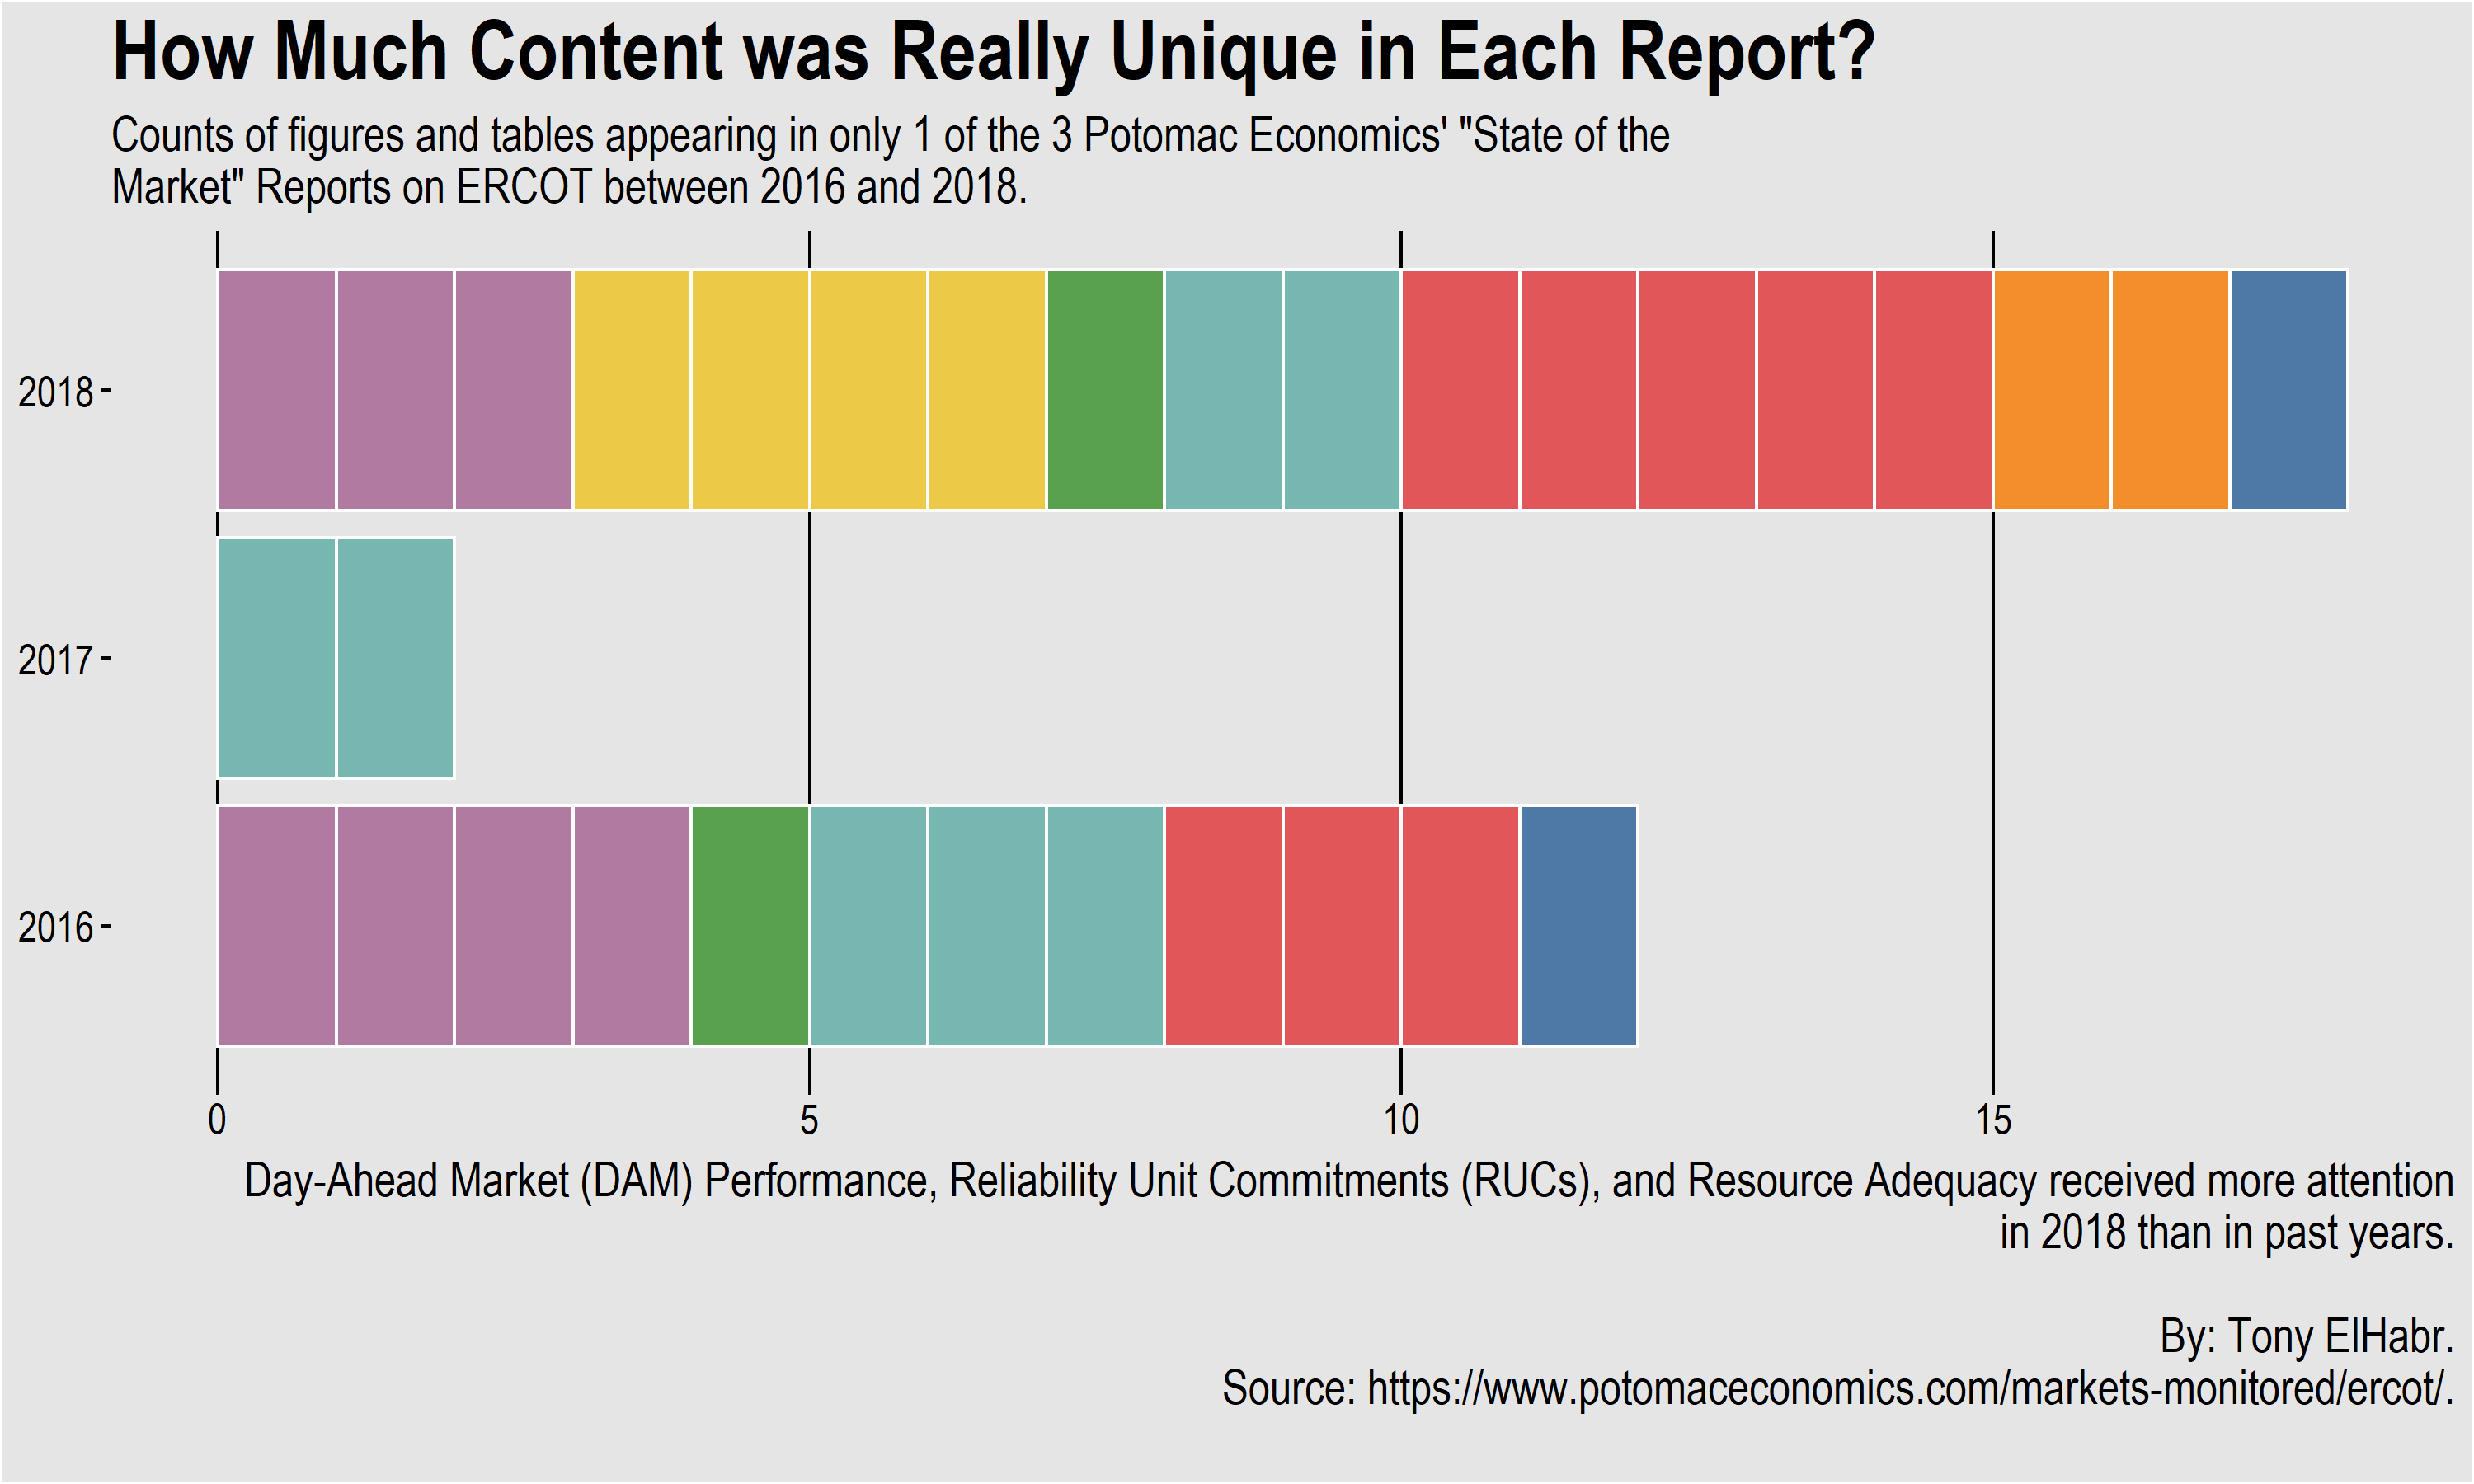 How Much Content was Really Unique in Each Report?
Counts of figures and tables appearing in only 1 of the 3 Potomac Economics' "State of the
Market" Reports on ERCOT between 2016 and 2018.
2018
2017
2016
0 5 10 15
Day-Ahead Market (DAM) Performance, Reliability Unit Commitments (RUCs), and Resource Adequacy received more attention
in 2018 than in past years.
By: Tony ElHabr.
Source: https://www.potomaceconomics.com/markets-monitored/ercot/.